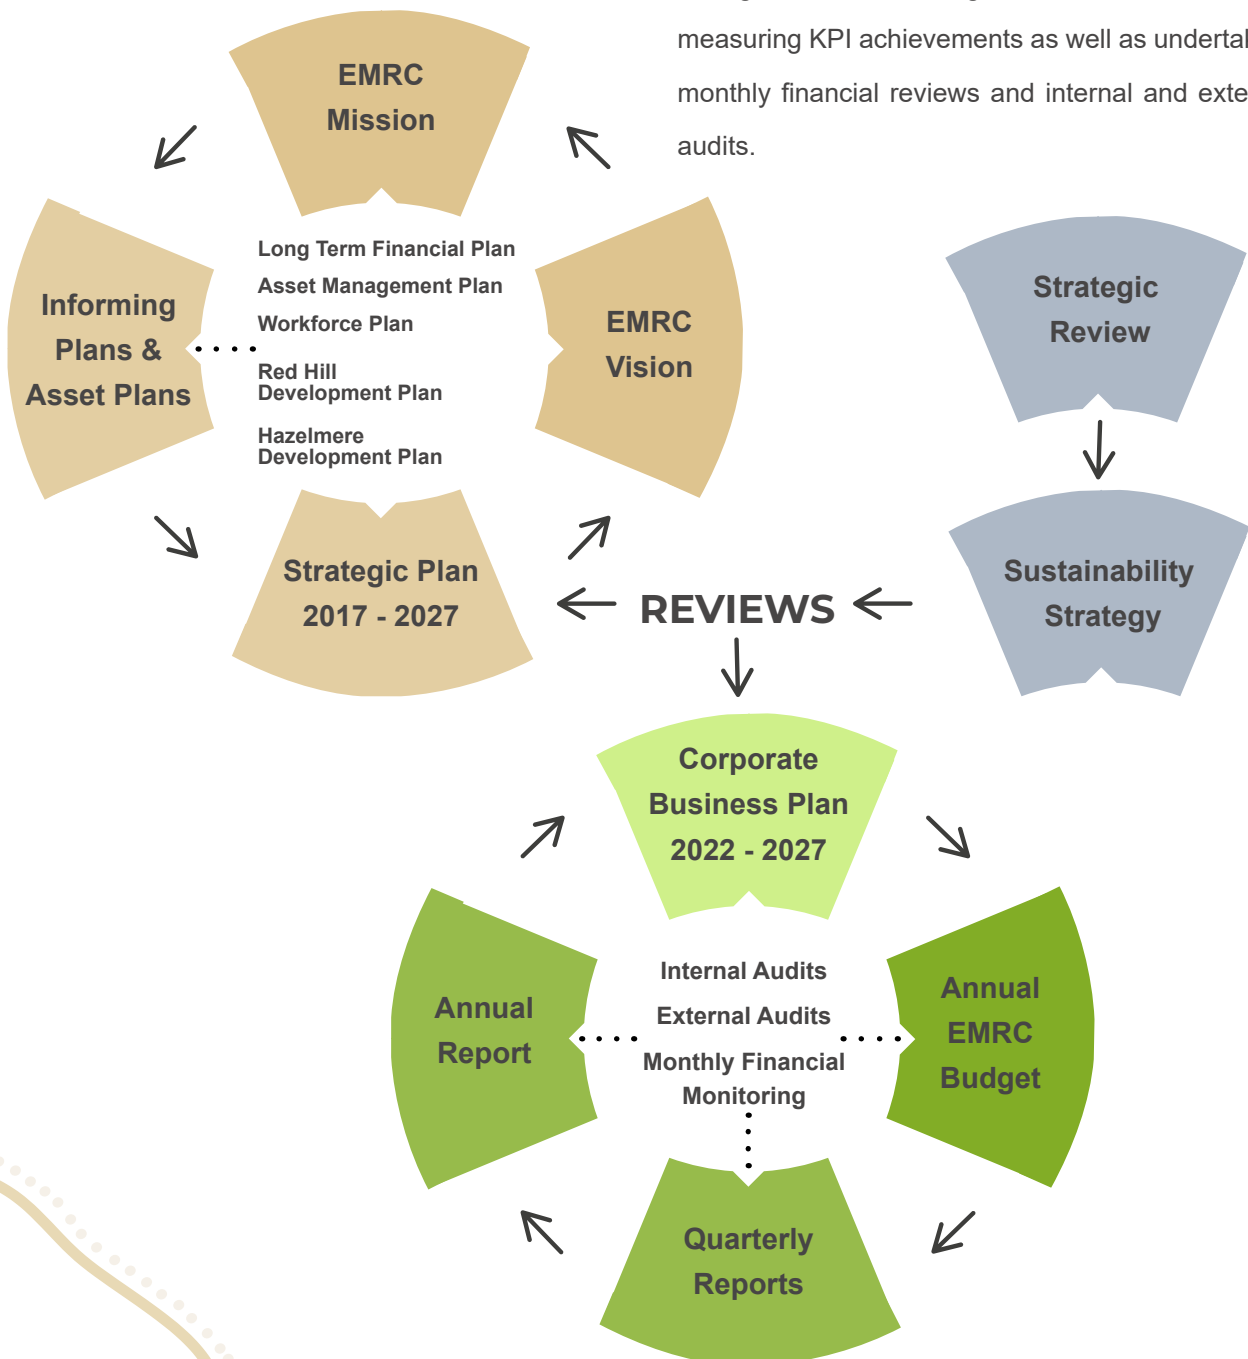 measuring KPI achievements as well as
monthly financial reviews and internal and
audits.
EMRC
Mission
Informing
Plans &
Asset Plans
Long Term Financial Plan
Asset Management Plan
Workforce Plan
Red Hill
Development Plan
Hazelmere
Development Plan
EMRC
Vision
Strategic
Review
Strategic Plan
2017 - 2027
REVIEWS
Sustainability
Strategy
Corporate
Business Plan
2022 - 2027
Annual
Report
Internal Audits
External Audits
Monthly Financial
Monitoring
Annual
EMRC
Budget
Quarterly
Reports